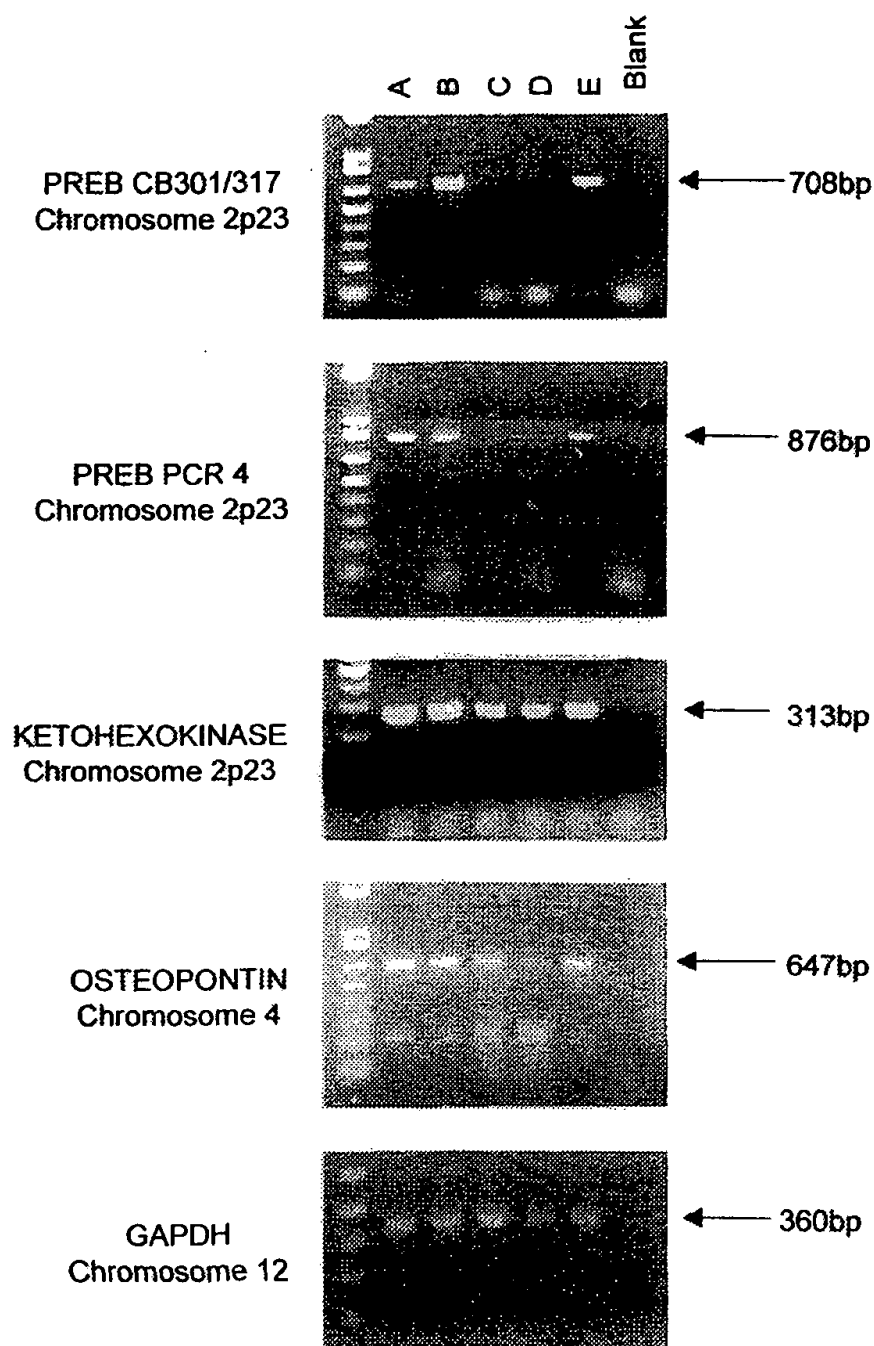 A B C D E Blank
PREB CB301/317
Chromosome 2p23
708bp
PREB PCR 4
Chromosome 2p23
876bp
KETOHEXOKINASE
Chromosome 2p23
313bp
OSTEOPONTIN
Chromosome 4
647bp
GAPDH
Chromosome 12
360bp